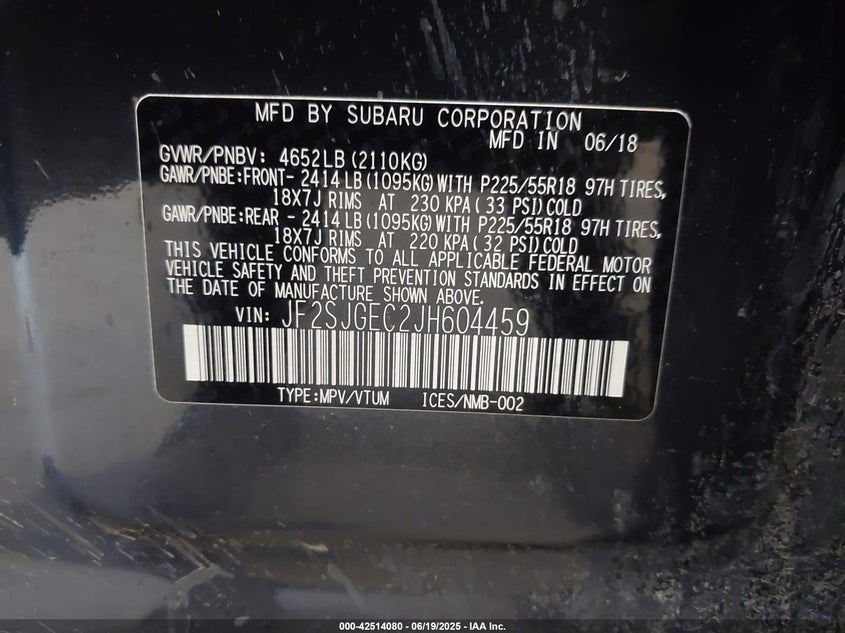 MFD BY SUBARU CORPORATION
MFD IN 06/18
GVWR/PNBV: 4652LB(2110KG)
GAWR/PNBE:FRONT- 2414LB(1095KG)WITH P225/55R18 97H TIRES,
18X7J RIMS AT 230 KPA(33 PSI)COLD
GAWR/PNBE:REAR - 2414LB(1095KG)WITH P225/55R18 97H TIRES,
18X7J RIMS AT 220 KPA(32 PSI)COLD
THIS VEHICLE CONFORMS TO ALL APPLICABLE FEDERAL MOTOR
VEHICLE SAFETY AND THEFT PREVENTION STANDARDS IN EFFECT ON
THE DATE OF MANUFACTURE SHOWN ABOVE.
VIN: JF2SJGEC2JH604459
TYPE:MPV/VTUM ICES/NMB-002
000-42514080 - 06/19/2025 - IAA Inc.